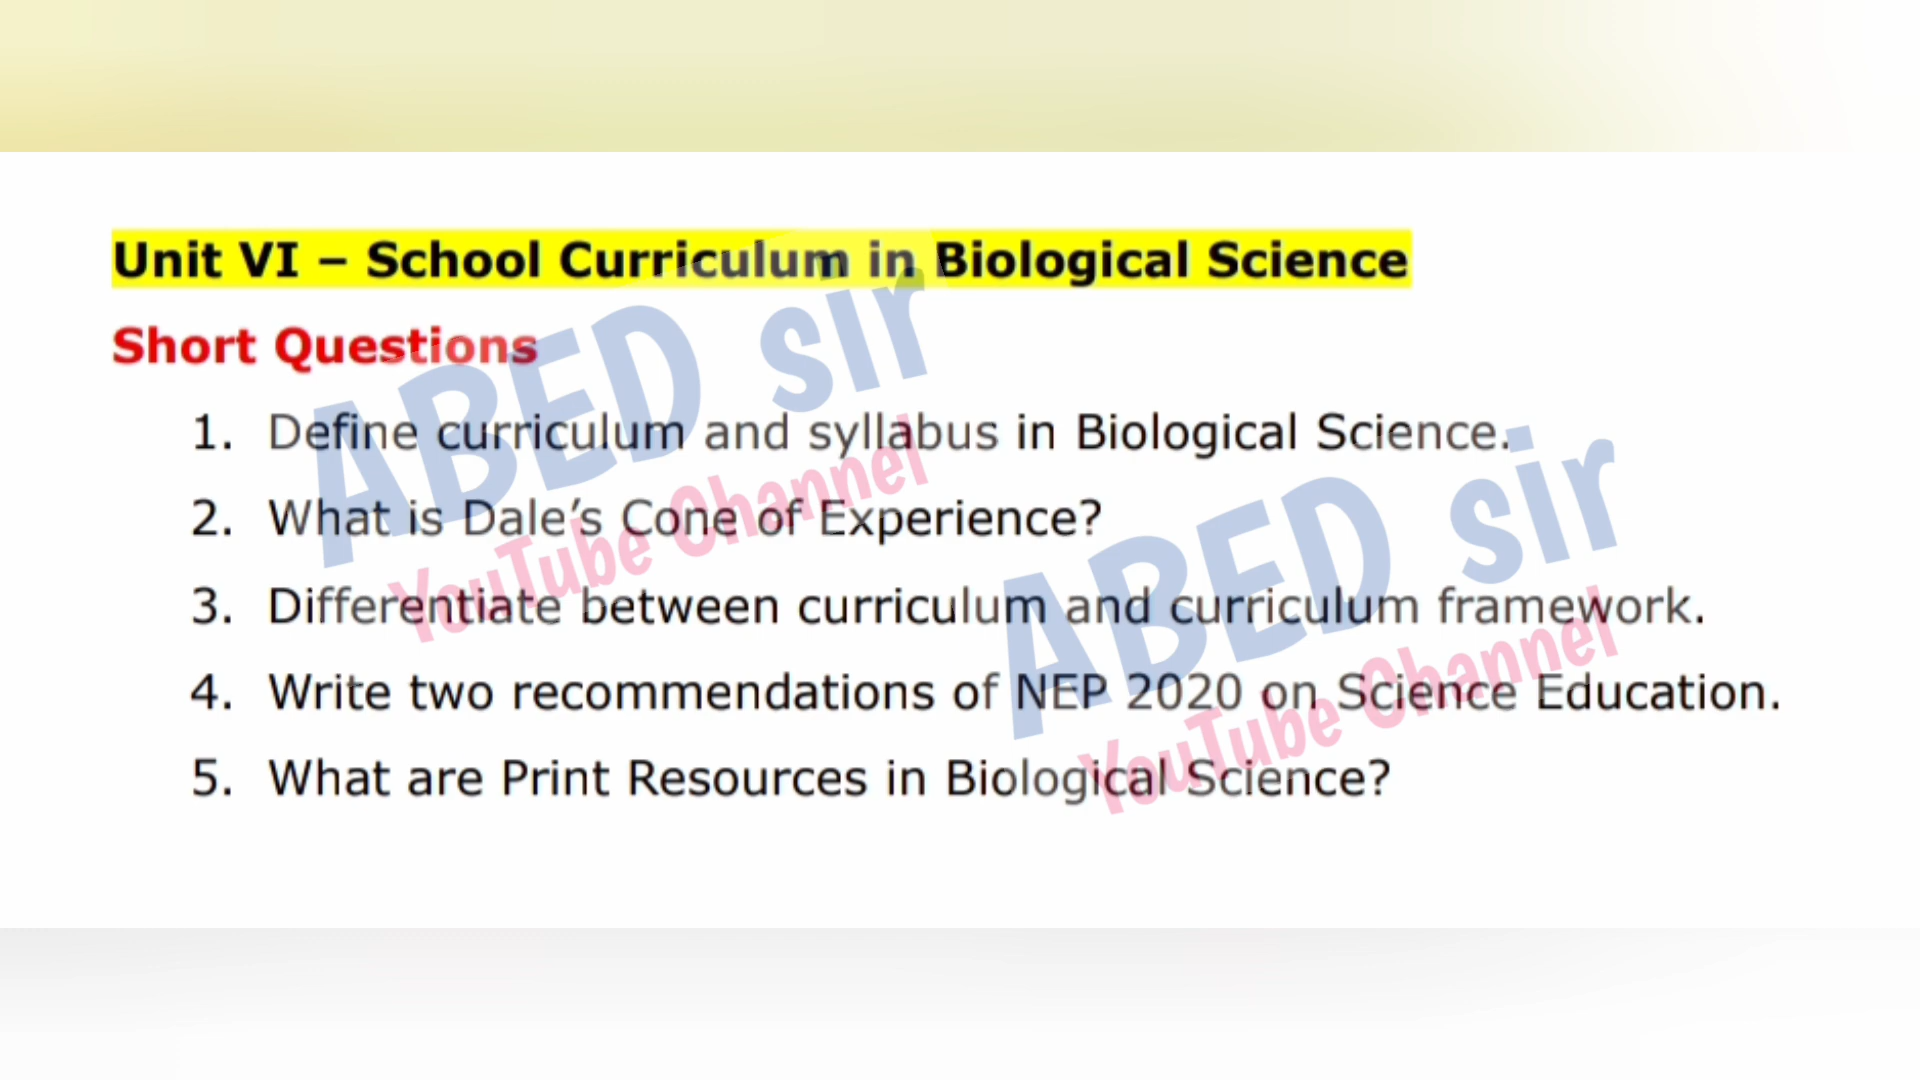 Unit VI – School Curriculum in Biological Science
Short Questions
1. Define curriculum and syllabus in Biological Science.
2. What is Dale’s Cone of Experience?
3. Differentiate between curriculum and curriculum framework.
4. Write two recommendations of NEP 2020 on Science Education.
5. What are Print Resources in Biological Science?
ABED sir
YouTube Channel
ABED sir
YouTube Channel